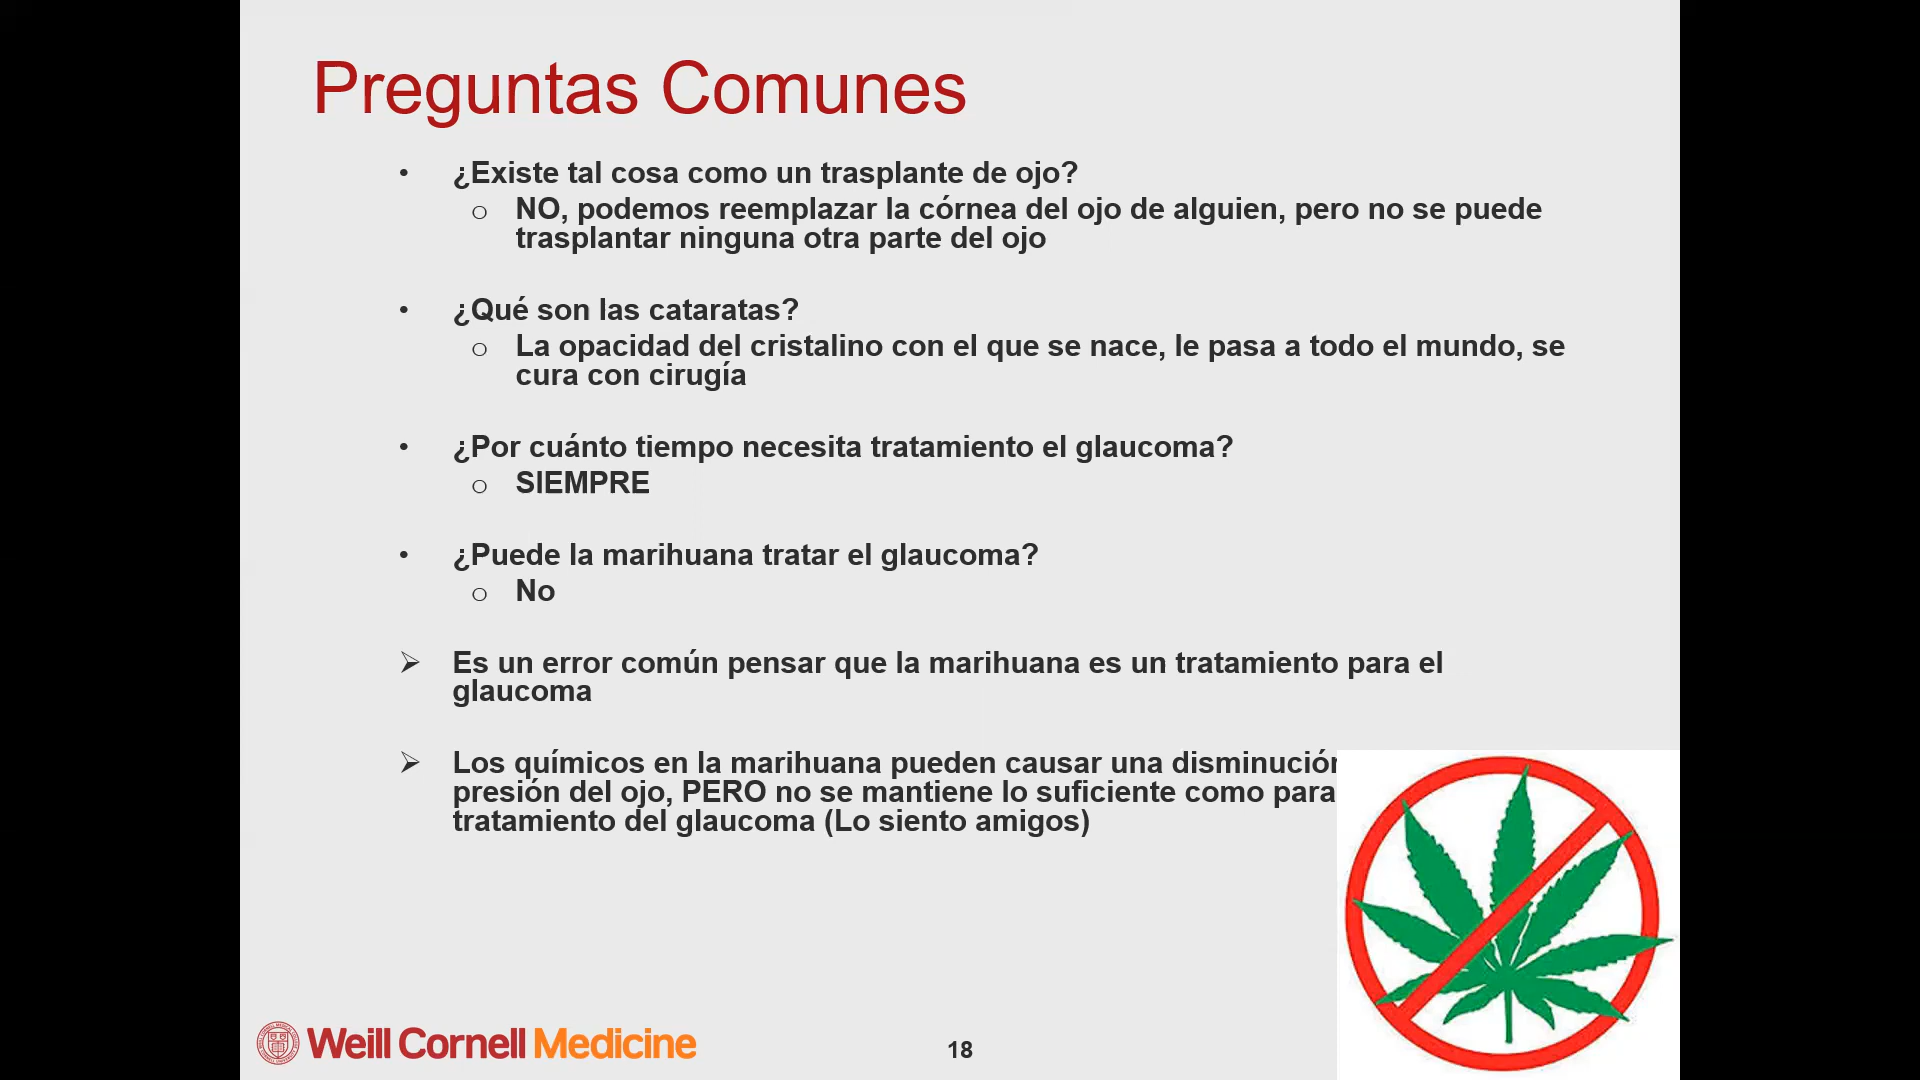 Preguntas Comunes
• ¿Existe tal cosa como un trasplante de ojo?
o NO, podemos reemplazar la córnea del ojo de alguien, pero no se puede
trasplantar ninguna otra parte del ojo
• ¿Qué son las cataratas?
o La opacidad del cristalino con el que se nace, le pasa a todo el mundo, se
cura con cirugía
• ¿Por cuánto tiempo necesita tratamiento el glaucoma?
o SIEMPRE
• ¿Puede la marihuana tratar el glaucoma?
o No
➢ Es un error común pensar que la marihuana es un tratamiento para el
glaucoma
➢ Los químicos en la marihuana pueden causar una disminución
presión del ojo, PERO no se mantiene lo suficiente como para
tratamiento del glaucoma (Lo siento amigos)
Weill Cornell Medicine
18